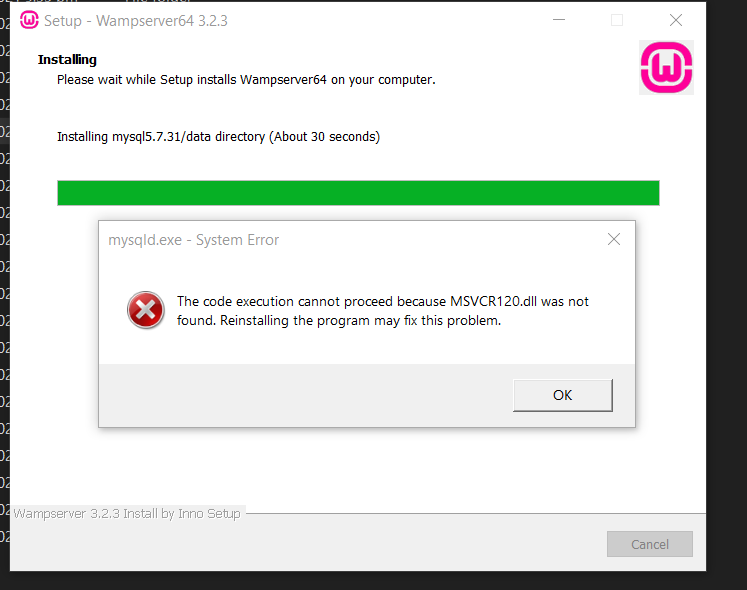 Setup - Wampserver64 3.2.3
Installing
Please wait while Setup installs Wampserver64 on your computer.
Installing mysql5.7.31/data directory (About 30 seconds)
mysqld.exe - System Error
The code execution cannot proceed because MSVCR120.dll was not
found. Reinstalling the program may fix this problem.
OK
Wampserver 3.2.3 Install by Inno Setup
Cancel